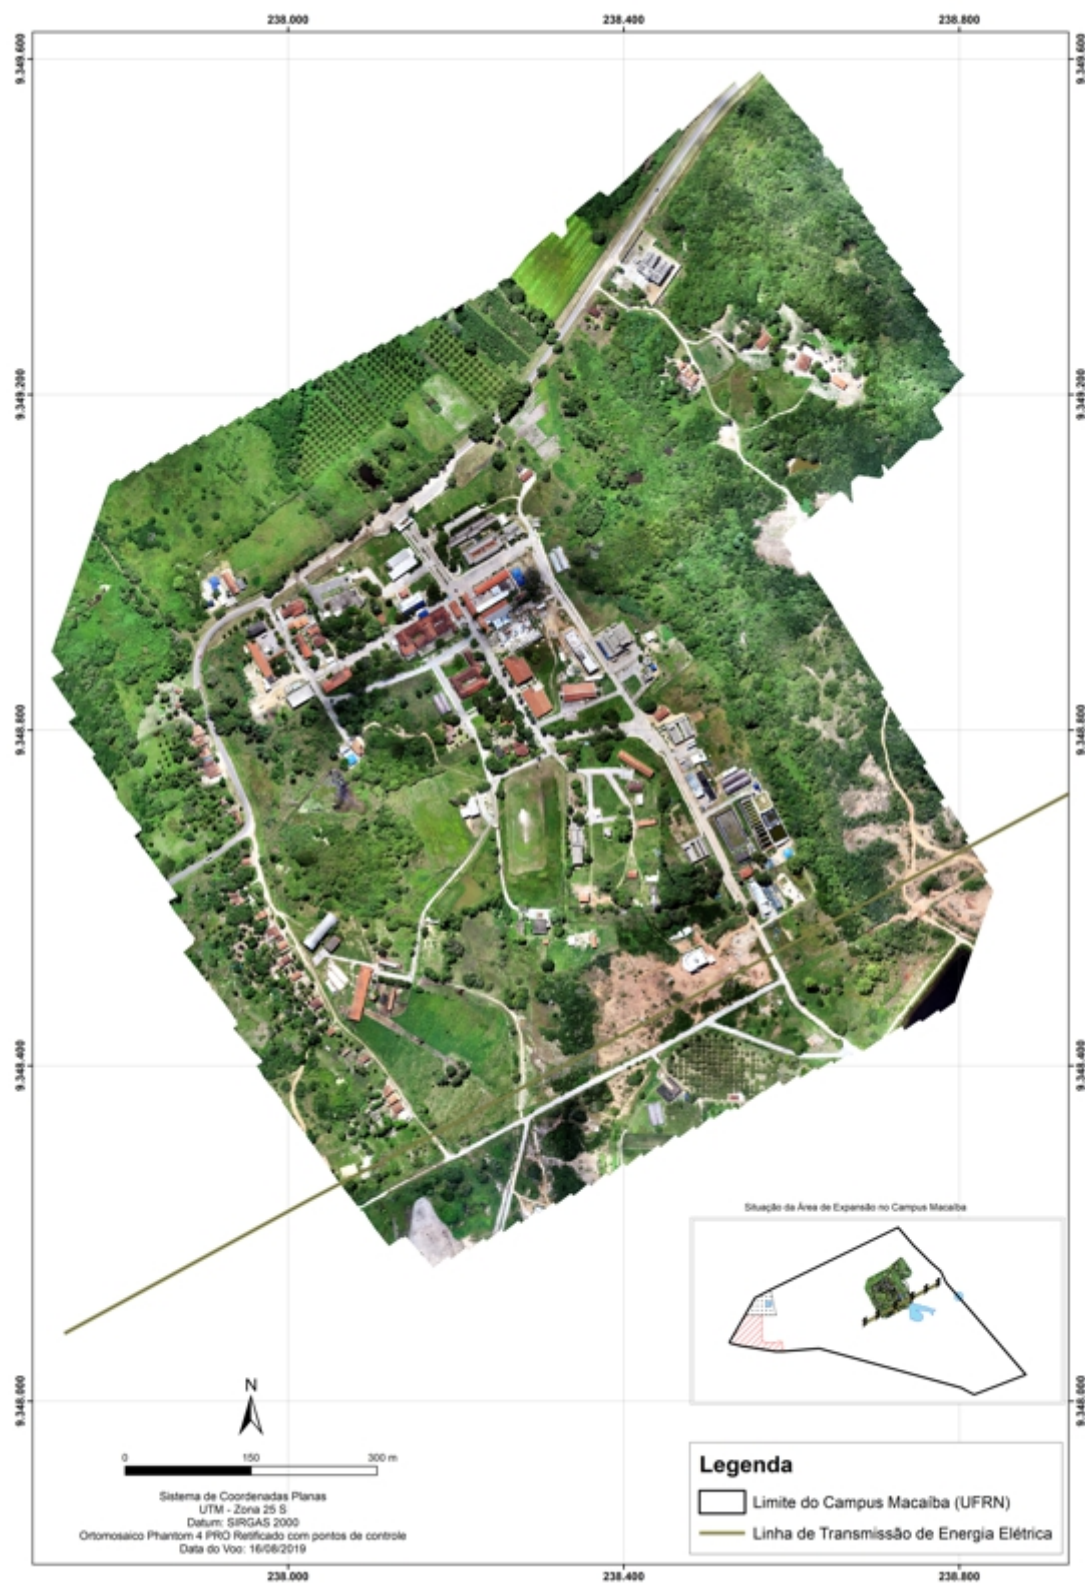 238.000 238.400 238.800
9.349.600 9.349.600
9.349.200 9.349.200
9.348.800 9.348.800
9.348.400 9.348.400
Situação da Área de Expansão no Campus Macaíba
9.348.000 9.348.000
N
0 150 300 m
Sistema de Coordenadas Planas
UTM - Zona 25 S
Datum: SIRGAS 2000
Ortomosaico Phantom 4 PRO Retificado com pontos de controle
Data do Voo: 16/08/2019
Legenda
Limite do Campus Macaíba (UFRN)
Linha de Transmissão de Energia Elétrica
238.000 238.400 238.800